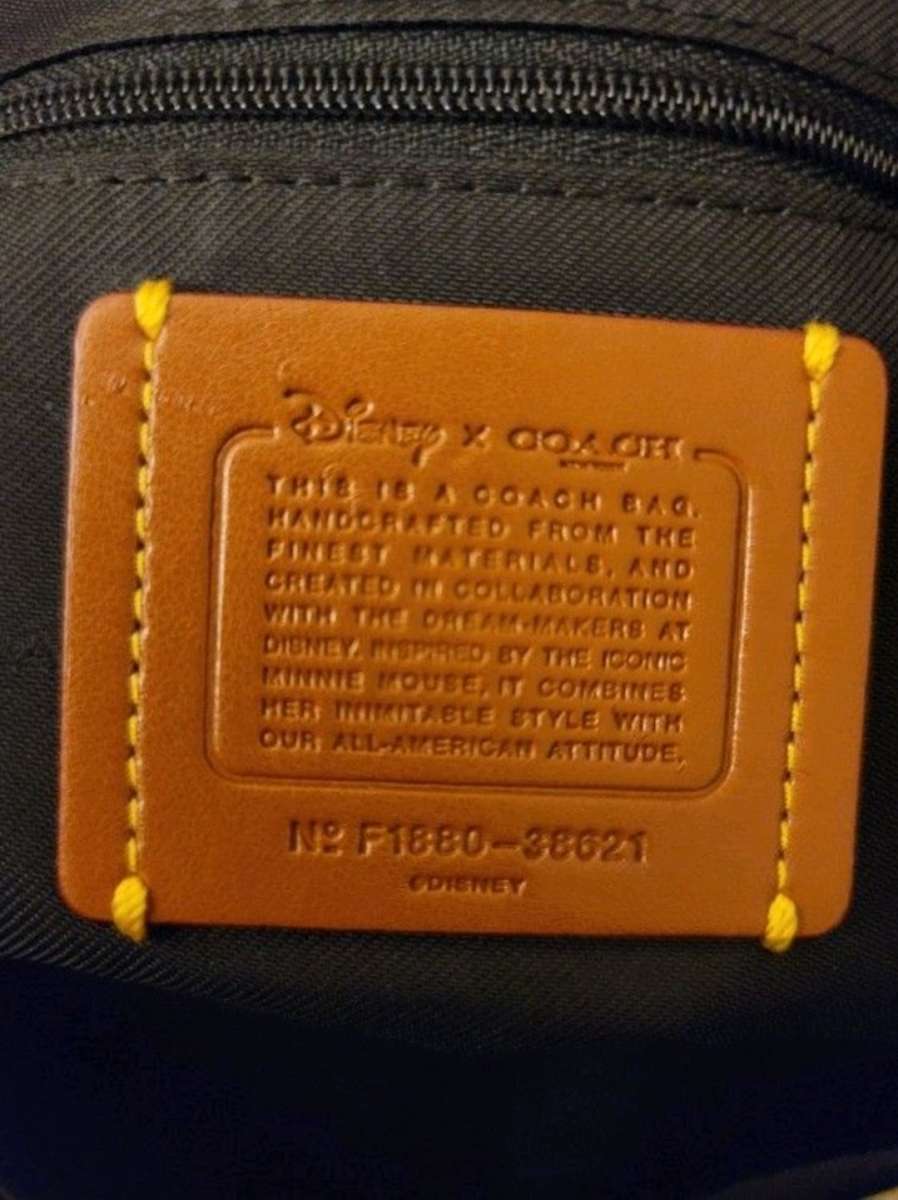 Disney x COACH
THIS IS A COACH BAG.
HANDCRAFTED FROM THE
FINEST MATERIALS, AND
CREATED IN COLLABORATION
WITH THE DREAM-MAKERS AT
DISNEY. INSPIRED BY THE ICONIC
MINNIE MOUSE, IT COMBINES
HER INIMITABLE STYLE WITH
OUR ALL-AMERICAN ATTITUDE.
Nº F1880-38621
©DISNEY